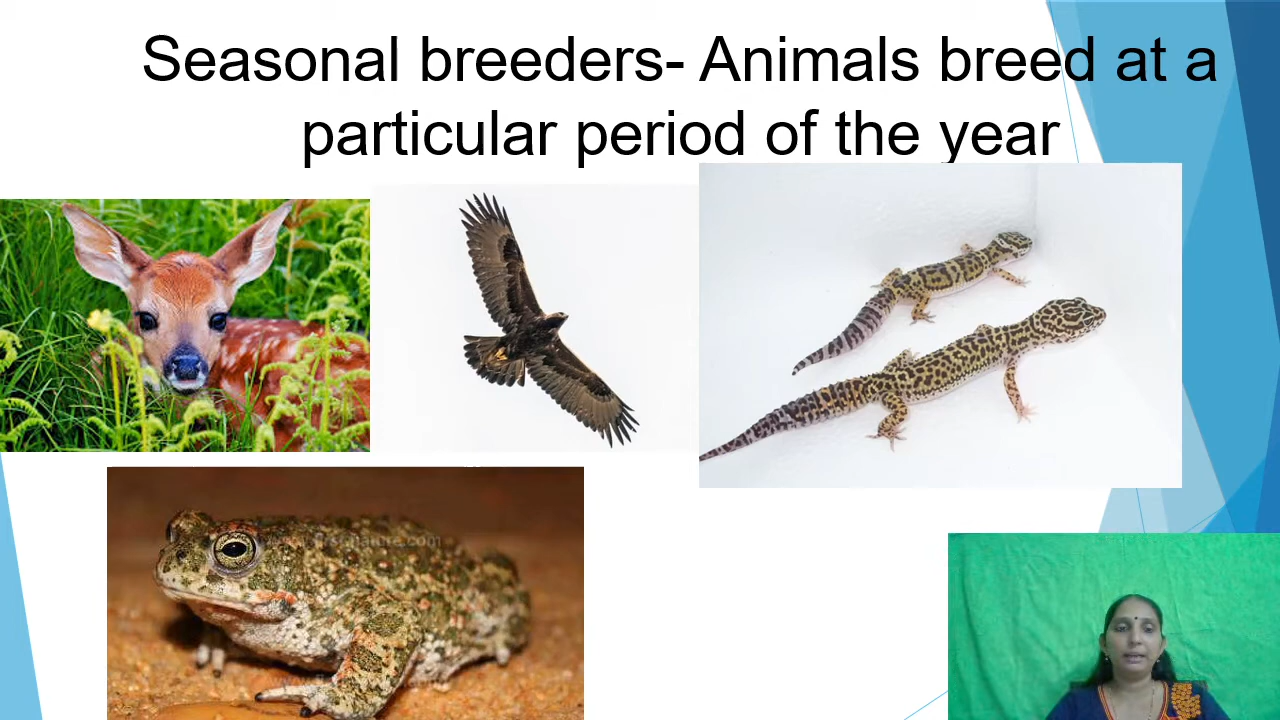 Seasonal breeders- Animals breed at a
particular period of the year